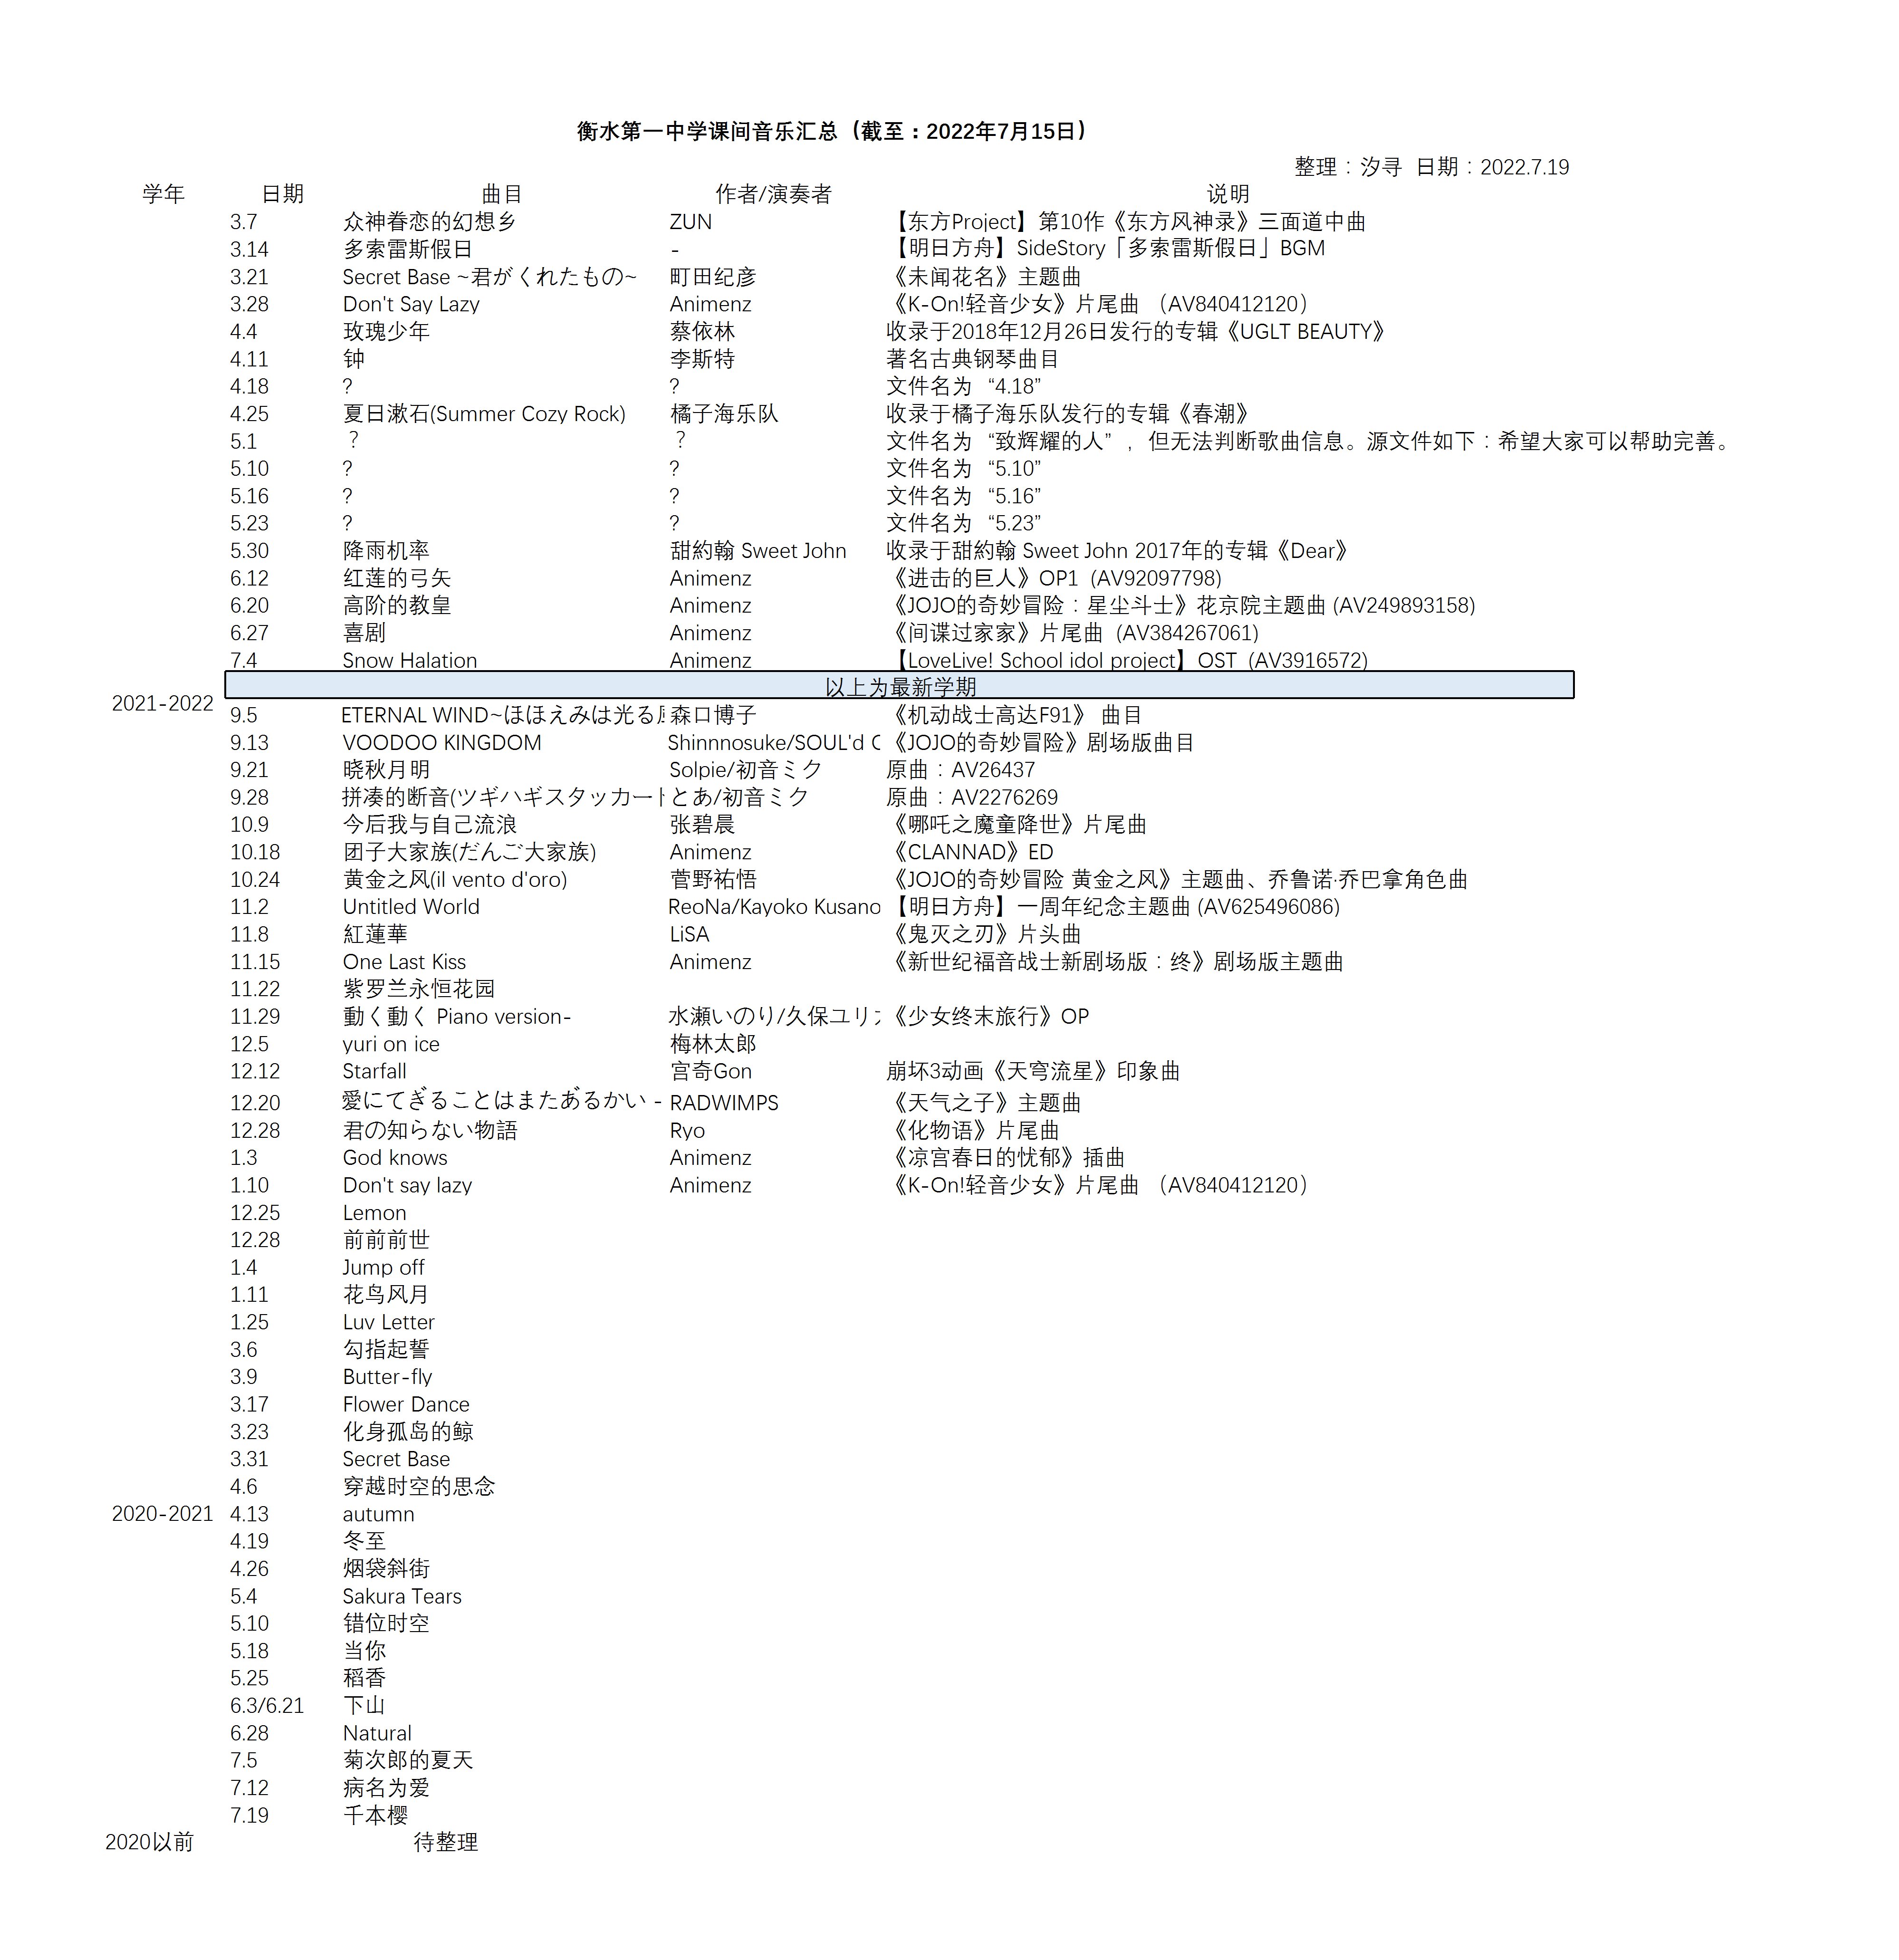 衡水第一中学课间音乐汇总（截至：2022年7月15日）
整理：汐寻 日期：2022.7.19
学年 日期 曲目 作者/演奏者 说明
3.7 众神眷恋的幻想乡 ZUN 【东方Project】第10作《东方风神录》三面道中曲
3.14 多索雷斯假日 - 【明日方舟】SideStory「多索雷斯假日」BGM
3.21 Secret Base ~君がくれたもの~ 町田纪彦 《未闻花名》主题曲
3.28 Don't Say Lazy Animenz 《K-On!轻音少女》片尾曲 （AV840412120）
4.4 玫瑰少年 蔡依林 收录于2018年12月26日发行的专辑《UGLT BEAUTY》
4.11 钟 李斯特 著名古典钢琴曲目
4.18 ? ? 文件名为 “4.18”
4.25 夏日漱石(Summer Cozy Rock) 橘子海乐队 收录于橘子海乐队发行的专辑《春潮》
5.1 ？ ？ 文件名为 “致辉耀的人” ，但无法判断歌曲信息。源文件如下：希望大家可以帮助完善。
5.10 ? ? 文件名为 “5.10”
5.16 ? ? 文件名为 “5.16”
5.23 ? ? 文件名为 “5.23”
5.30 降雨机率 甜約翰 Sweet John 收录于甜約翰 Sweet John 2017年的专辑《Dear》
6.12 红莲的弓矢 Animenz 《进击的巨人》OP1 (AV92097798)
6.20 高阶的教皇 Animenz 《JOJO的奇妙冒险：星尘斗士》花京院主题曲 (AV249893158)
6.27 喜剧 Animenz 《间谍过家家》片尾曲 (AV384267061)
7.4 Snow Halation Animenz 【LoveLive! School idol project】OST (AV3916572)
以上为最新学期
2021-2022
9.5 ETERNAL WIND~ほほえみは光る 森口博子 《机动战士高达F91》 曲目
9.13 VOODOO KINGDOM Shinnnosuke/SOUL'd 《JOJO的奇妙冒险》剧场版曲目
9.21 晓秋月明 Solpie/初音ミク 原曲：AV26437
9.28 拼凑的断音(ツギハギスタッカート とあ/初音ミク 原曲：AV2276269
10.9 今后我与自己流浪 张碧晨 《哪吒之魔童降世》片尾曲
10.18 团子大家族(だんご大家族) Animenz 《CLANNAD》ED
10.24 黄金之风(il vento d'oro) 菅野祐悟 《JOJO的奇妙冒险 黄金之风》主题曲、乔鲁诺·乔巴拿角色曲
11.2 Untitled World ReoNa/Kayoko Kusano 【明日方舟】一周年纪念主题曲 (AV625496086)
11.8 紅蓮華 LiSA 《鬼灭之刃》片头曲
11.15 One Last Kiss Animenz 《新世纪福音战士新剧场版：终》剧场版主题曲
11.22 紫罗兰永恒花园
11.29 動く動く Piano version- 水瀬いのり/久保ユリカ 《少女终末旅行》OP
12.5 yuri on ice 梅林太郎
12.12 Starfall 宫奇Gon 崩坏3动画《天穹流星》印象曲
12.20 愛にてぎることはまたあるかい - RADWIMPS 《天气之子》主题曲
12.28 君の知らない物語 Ryo 《化物语》片尾曲
1.3 God knows Animenz 《凉宫春日的忧郁》插曲
1.10 Don't say lazy Animenz 《K-On!轻音少女》片尾曲 （AV840412120）
12.25 Lemon
12.28 前前前世
1.4 Jump off
1.11 花鸟风月
1.25 Luv Letter
3.6 勾指起誓
3.9 Butter-fly
3.17 Flower Dance
3.23 化身孤岛的鲸
3.31 Secret Base
4.6 穿越时空的思念
2020-2021 4.13 autumn
4.19 冬至
4.26 烟袋斜街
5.4 Sakura Tears
5.10 错位时空
5.18 当你
5.25 稻香
6.3/6.21 下山
6.28 Natural
7.5 菊次郎的夏天
7.12 病名为爱
7.19 千本樱
2020以前 待整理